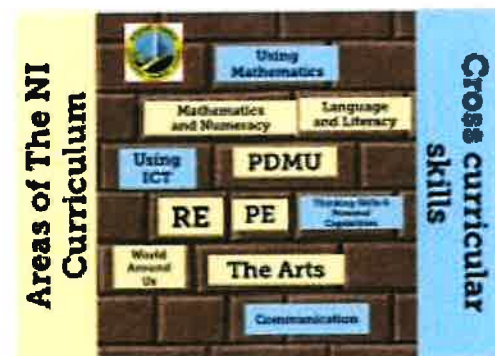 Areas of The NI
Curriculum
Using
Mathematics
Mathematics
and Numeracy
Language
and Literacy
Using
ICT
PDMU
RE
PE
Thinking Skills &
Personal
Capabilities
World
Around
Us
The Arts
Communication
Cross curricular
skills